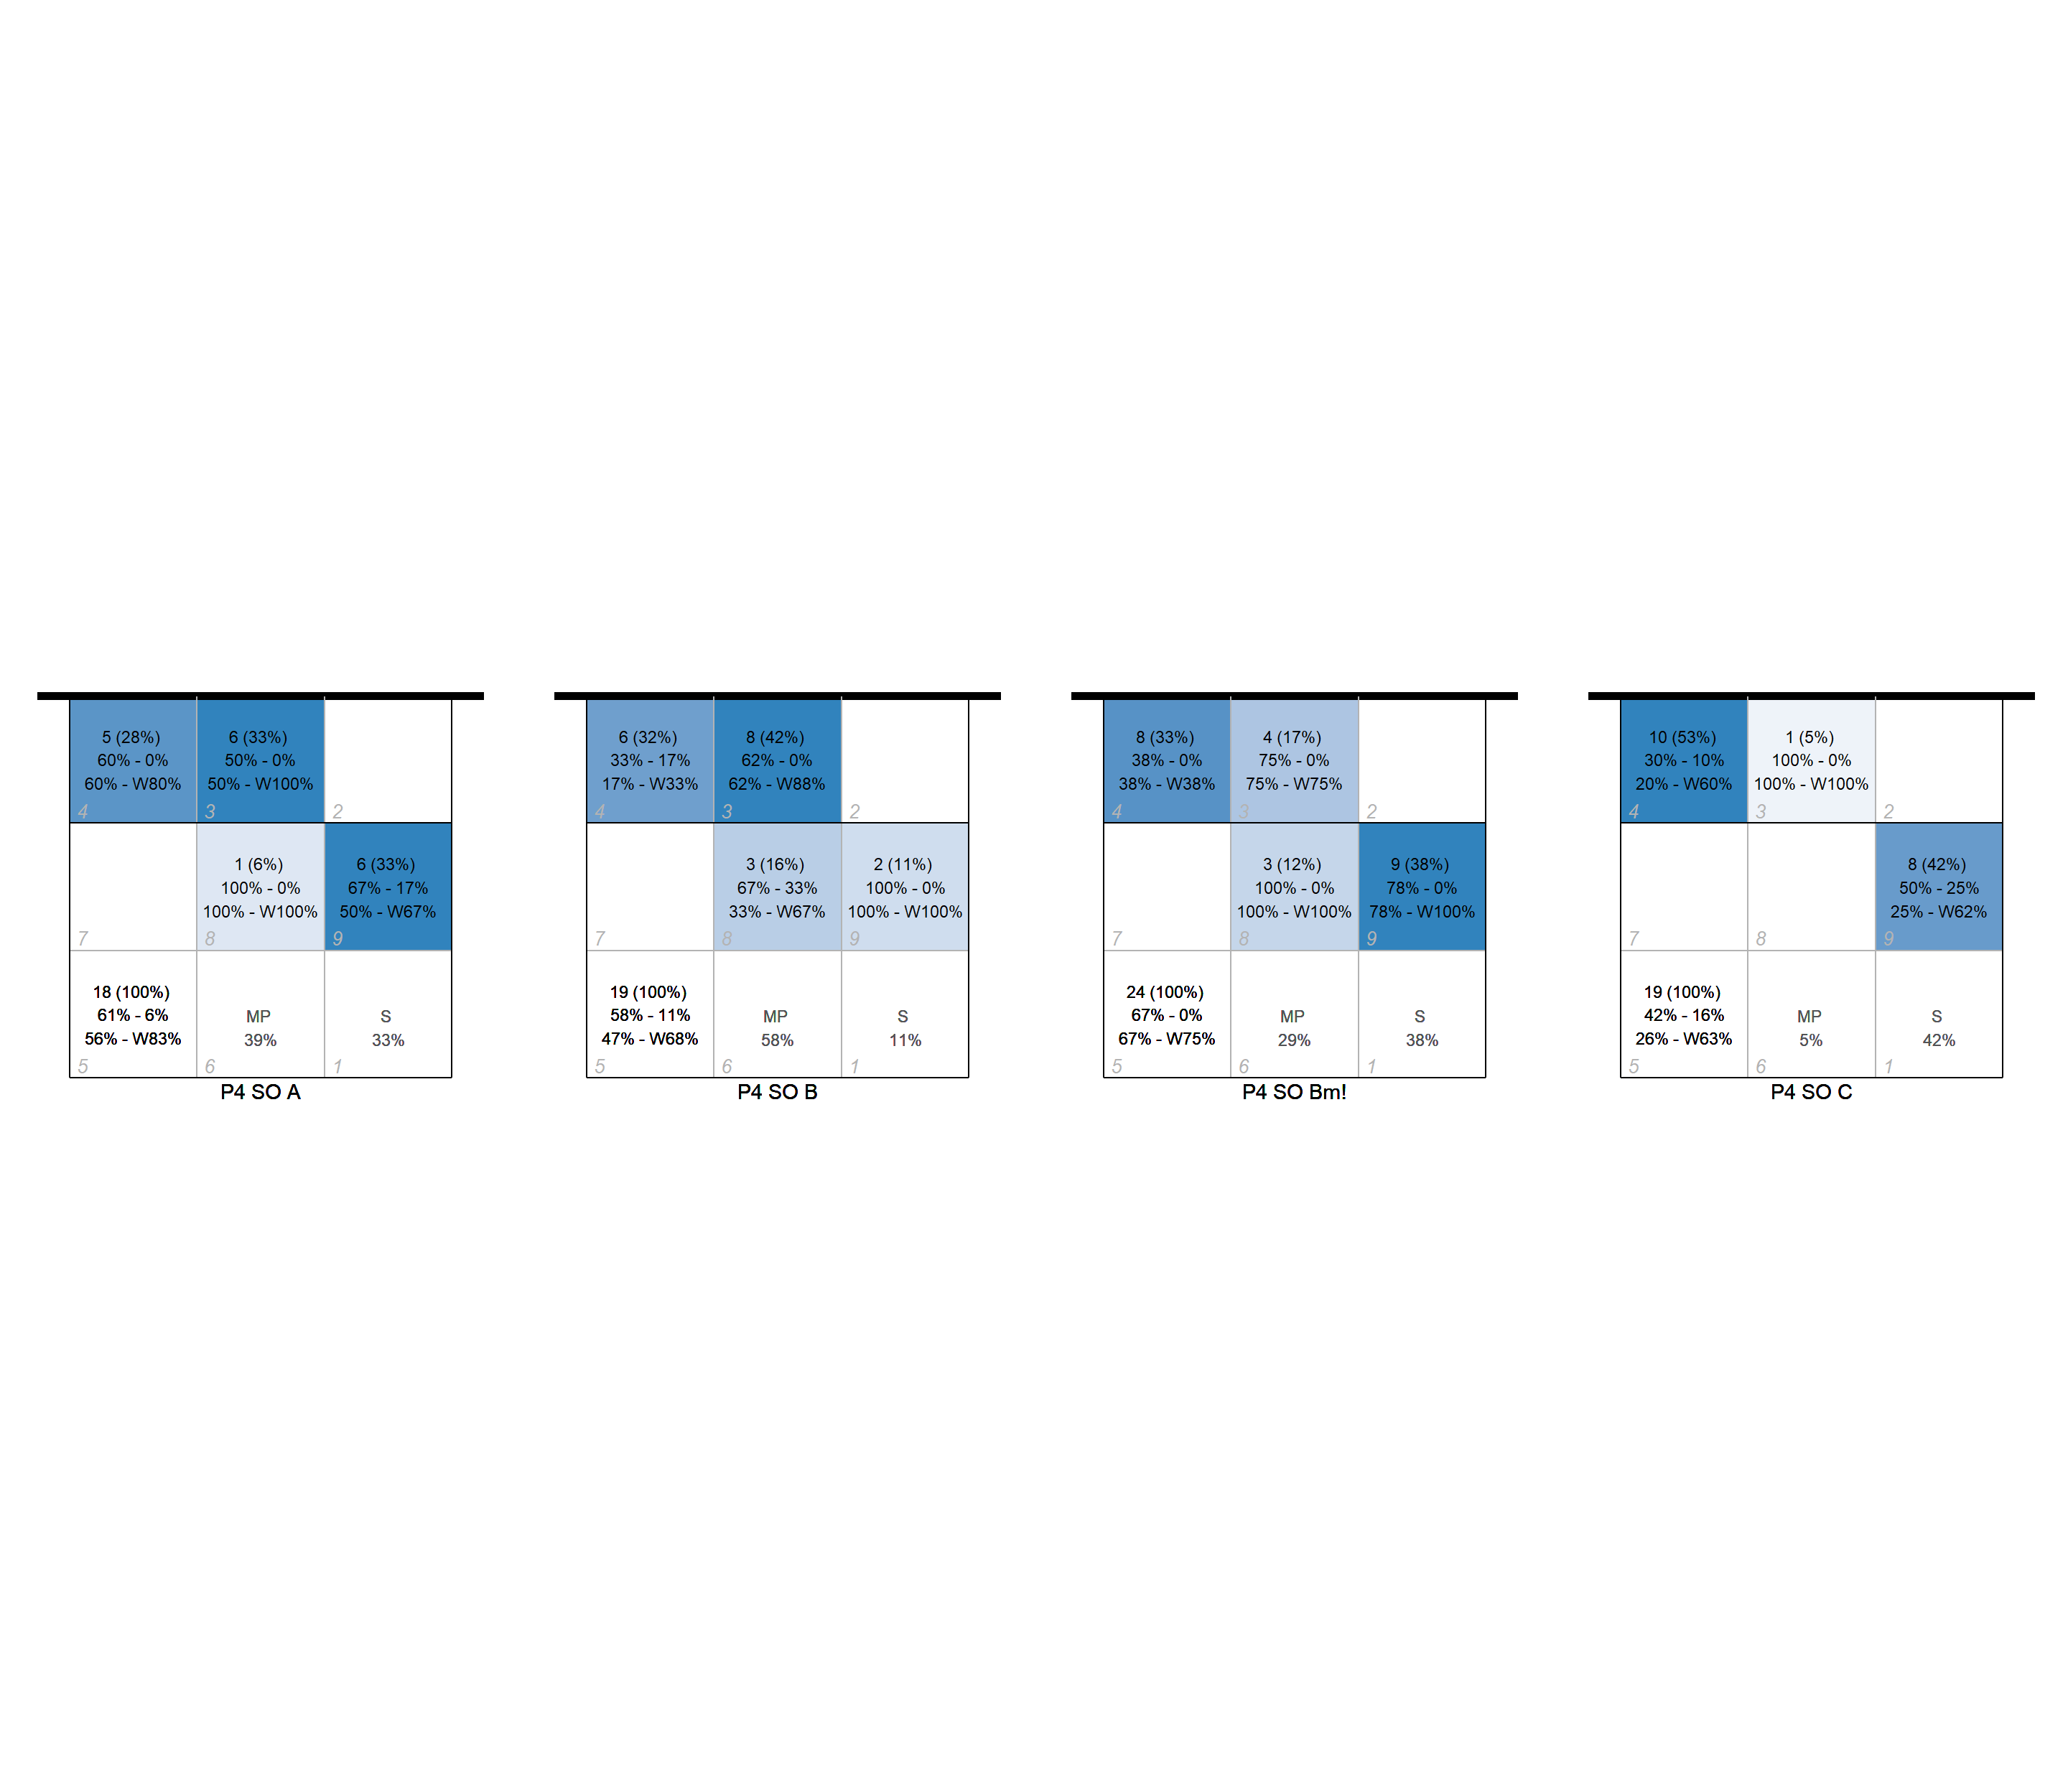 5 (28%)
60% - 0%
60% - W80%
4
6 (33%)
50% - 0%
50% - W100%
3
2
7
1 (6%)
100% - 0%
100% - W100%
8
6 (33%)
67% - 17%
50% - W67%
9
18 (100%)
61% - 6%
56% - W83%
5
MP
39%
6
S
33%
1
P4 SO A
6 (32%)
33% - 17%
17% - W33%
4
8 (42%)
62% - 0%
62% - W88%
3
2
7
3 (16%)
67% - 33%
33% - W67%
8
2 (11%)
100% - 0%
100% - W100%
9
19 (100%)
58% - 11%
47% - W68%
5
MP
58%
6
S
11%
1
P4 SO B
8 (33%)
38% - 0%
38% - W38%
4
4 (17%)
75% - 0%
75% - W75%
3
2
7
3 (12%)
100% - 0%
100% - W100%
8
9 (38%)
78% - 0%
78% - W100%
9
24 (100%)
67% - 0%
67% - W75%
5
MP
29%
6
S
38%
1
P4 SO Bm!
10 (53%)
30% - 10%
20% - W60%
4
1 (5%)
100% - 0%
100% - W100%
3
2
7
8
8 (42%)
50% - 25%
25% - W62%
9
19 (100%)
42% - 16%
26% - W63%
5
MP
5%
6
S
42%
1
P4 SO C